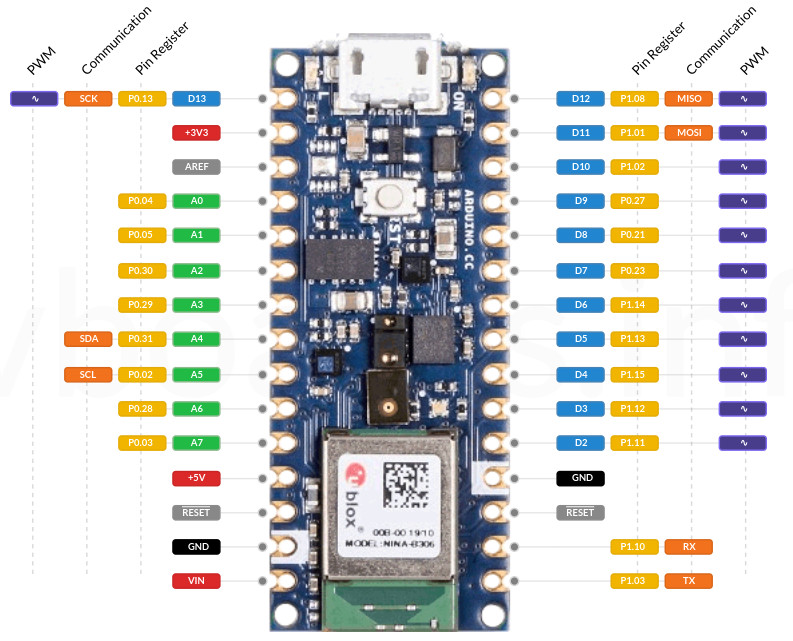 PWM Communication Pin Register
Pin Register Communication PWM
∿ SCK P0.13 D13
D12 P1.08 MISO ∿
+3V3
D11 P1.01 MOSI ∿
AREF
D10 P1.02 ∿
P0.04 A0
D9 P0.27 ∿
P0.05 A1
D8 P0.21 ∿
P0.30 A2
D7 P0.23 ∿
P0.29 A3
D6 P1.14 ∿
SDA P0.31 A4
D5 P1.13 ∿
SCL P0.02 A5
D4 P1.15 ∿
P0.28 A6
D3 P1.12 ∿
P0.03 A7
D2 P1.11 ∿
+5V
GND
RESET
RESET
GND
P1.10 RX
VIN
P1.03 TX
ON
ARDUINO.CC
RST
u blox
00B-00 19/10
MODEL: NINA-B306